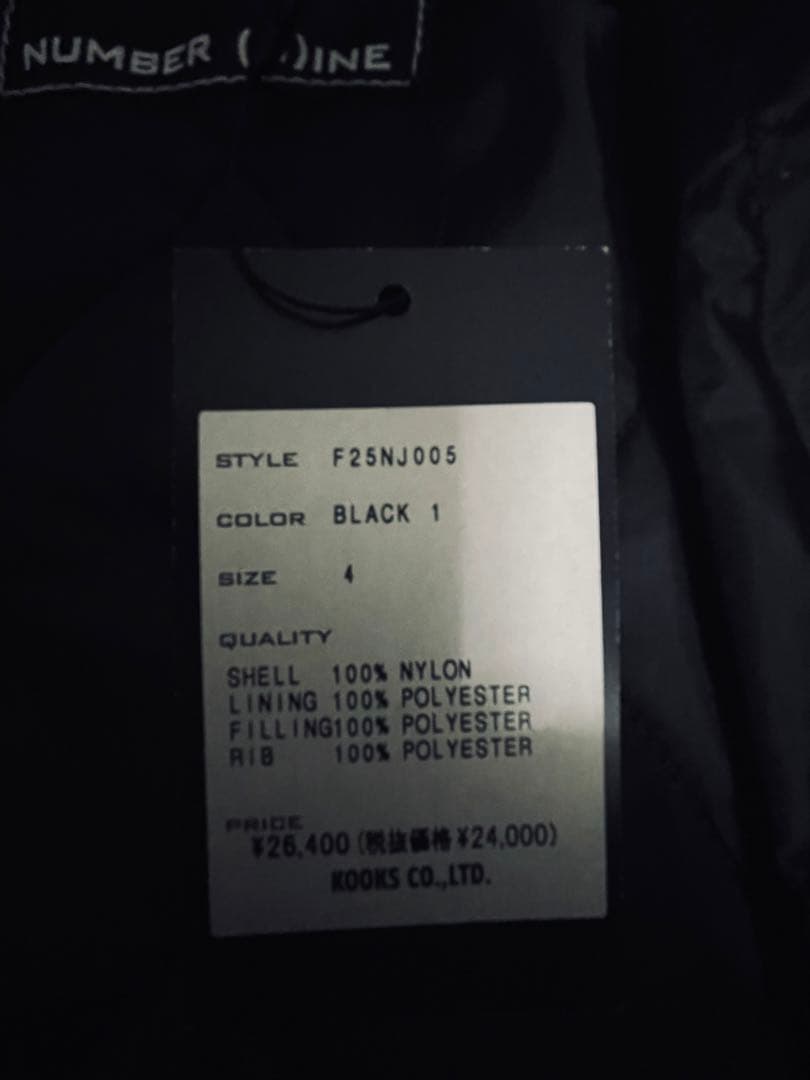 NUMBER (N)INE
STYLE F25NJ005
COLOR BLACK 1
SIZE 4
QUALITY
SHELL 100% NYLON
LINING 100% POLYESTER
FILLING100% POLYESTER
RIB 100% POLYESTER
PRICE
¥26,400 (税抜価格 ¥24,000)
KOOKS CO.,LTD.